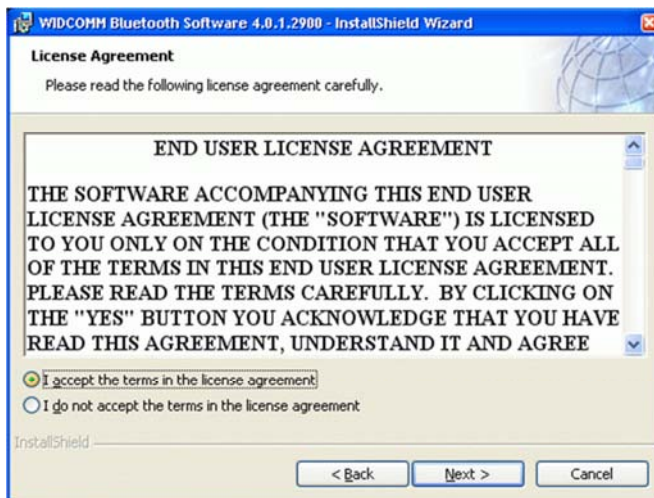 WIDCOMM Bluetooth Software 4.0.1.2900 - InstallShield Wizard
License Agreement
Please read the following license agreement carefully.
END USER LICENSE AGREEMENT
THE SOFTWARE ACCOMPANYING THIS END USER
LICENSE AGREEMENT (THE "SOFTWARE") IS LICENSED
TO YOU ONLY ON THE CONDITION THAT YOU ACCEPT ALL
OF THE TERMS IN THIS END USER LICENSE AGREEMENT.
PLEASE READ THE TERMS CAREFULLY. BY CLICKING ON
THE "YES" BUTTON YOU ACKNOWLEDGE THAT YOU HAVE
READ THIS AGREEMENT, UNDERSTAND IT AND AGREE
I accept the terms in the license agreement
I do not accept the terms in the license agreement
InstallShield
< Back Next > Cancel